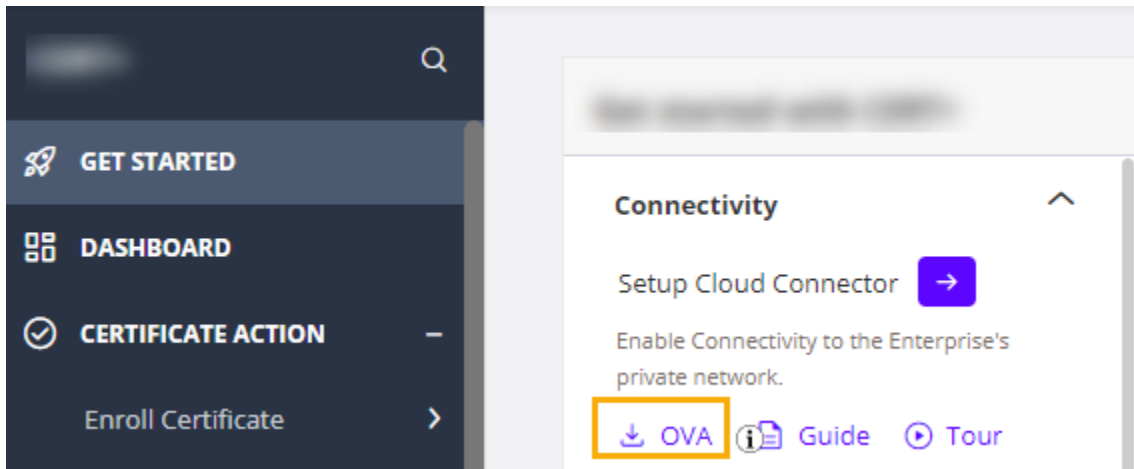 GET STARTED
DASHBOARD
CERTIFICATE ACTION
Enroll Certificate
Connectivity
Setup Cloud Connector
Enable Connectivity to the Enterprise's
private network.
OVA Guide Tour